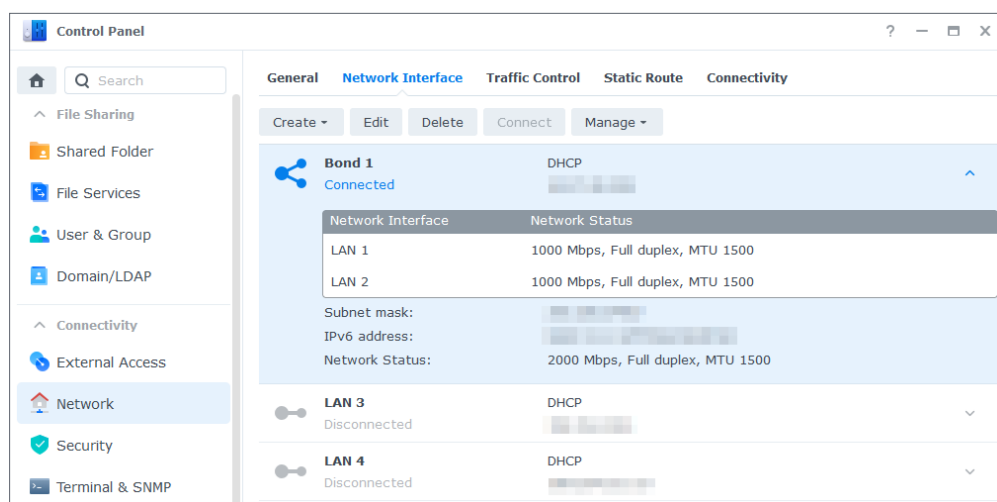 Control Panel
?
Search
General Network Interface Traffic Control Static Route Connectivity
Create Edit Delete Connect Manage
File Sharing
Shared Folder
File Services
User & Group
Domain/LDAP
Connectivity
External Access
Network
Security
Terminal & SNMP
Bond 1 DHCP
Connected
Network Interface Network Status
LAN 1 1000 Mbps, Full duplex, MTU 1500
LAN 2 1000 Mbps, Full duplex, MTU 1500
Subnet mask:
IPv6 address:
Network Status: 2000 Mbps, Full duplex, MTU 1500
LAN 3 DHCP
Disconnected
LAN 4 DHCP
Disconnected